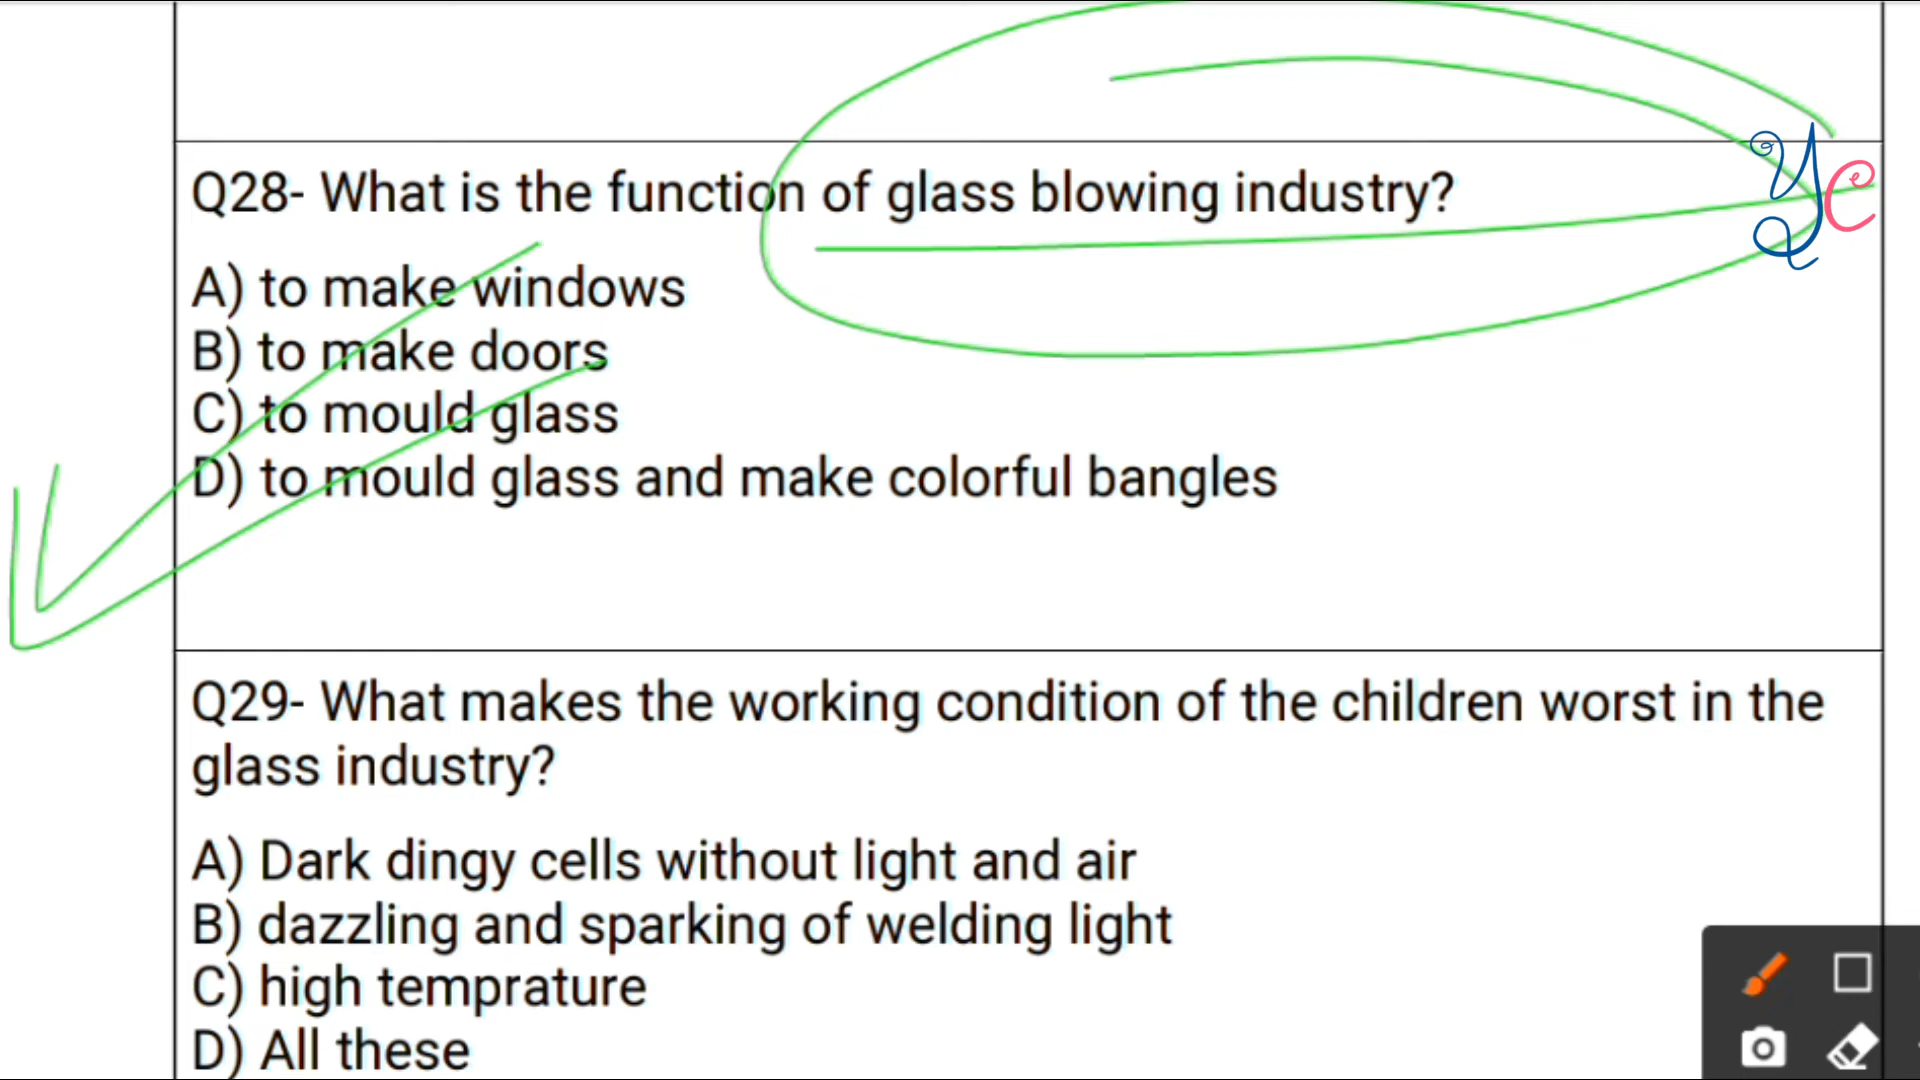 Q28- What is the function of glass blowing industry?
YC
A) to make windows
B) to make doors
C) to mould glass
D) to mould glass and make colorful bangles
Q29- What makes the working condition of the children worst in the
glass industry?
A) Dark dingy cells without light and air
B) dazzling and sparking of welding light
C) high temprature
D) All these